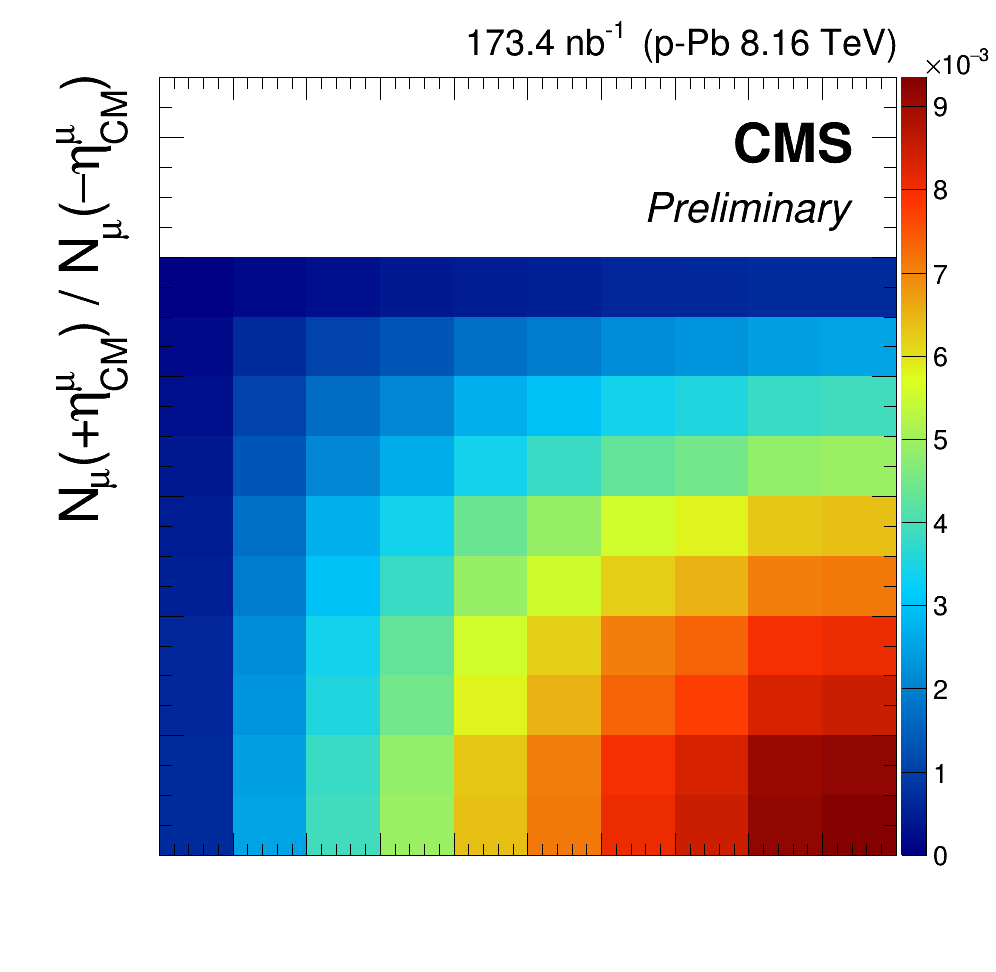 173.4 nb⁻¹ (p-Pb 8.16 TeV)
×10⁻³
CMS
Preliminary
N_μ(+η^μ_CM) / N_μ(−η^μ_CM)
9
8
7
6
5
4
3
2
1
0